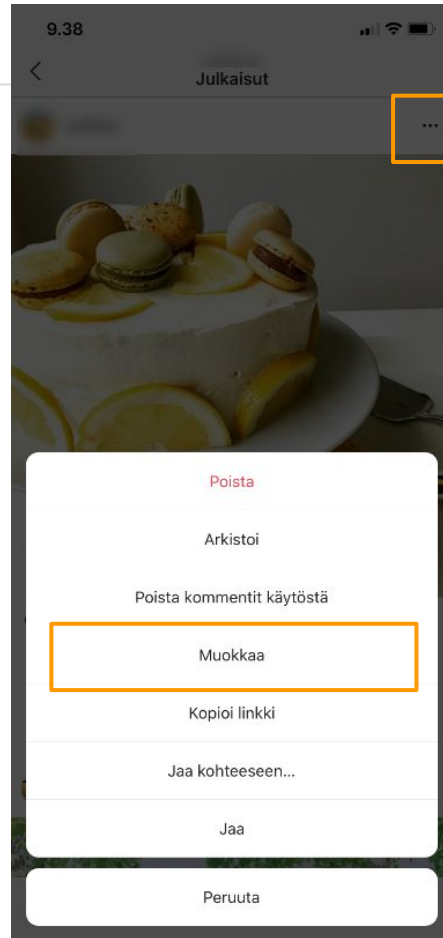 9.38
Julkaisut
...
Poista
Arkistoi
Poista kommentit käytöstä
Muokkaa
Kopioi linkki
Jaa kohteeseen...
Jaa
Peruuta